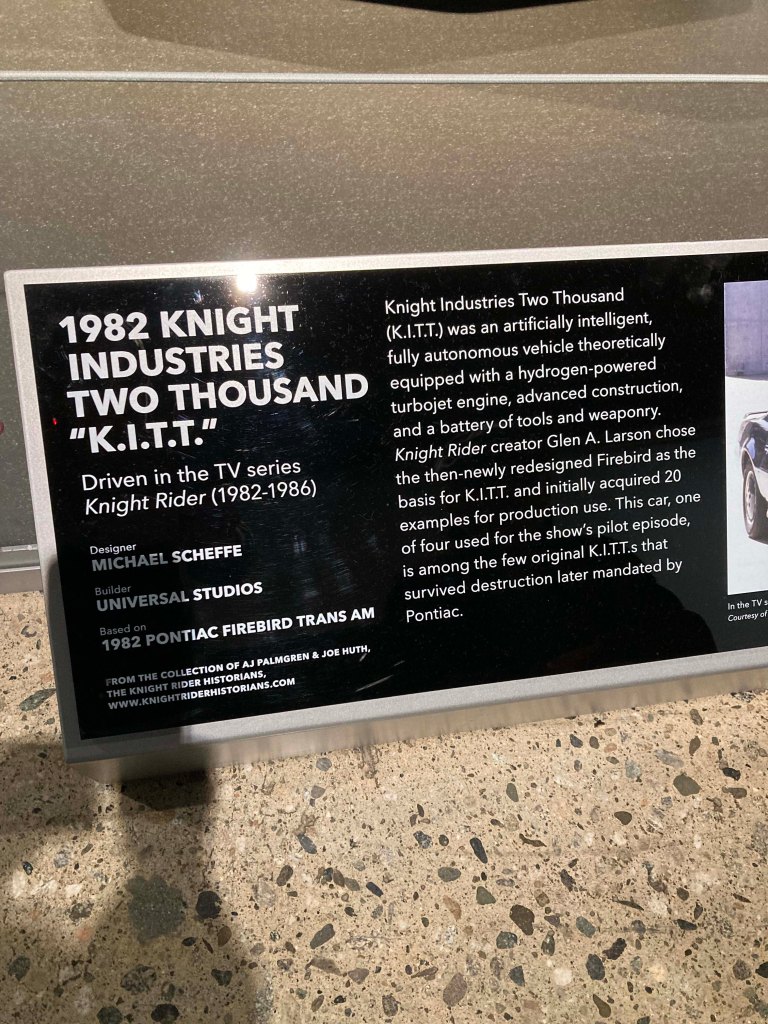 1982 KNIGHT
INDUSTRIES
TWO THOUSAND
"K.I.T.T."
Driven in the TV series
Knight Rider (1982-1986)
Designer
MICHAEL SCHEFFE
Builder
UNIVERSAL STUDIOS
Based on
1982 PONTIAC FIREBIRD TRANS AM
FROM THE COLLECTION OF AJ PALMGREN & JOE HUTH,
THE KNIGHT RIDER HISTORIANS,
WWW.KNIGHTRIDERHISTORIANS.COM
Knight Industries Two Thousand
(K.I.T.T.) was an artificially intelligent,
fully autonomous vehicle theoretically
equipped with a hydrogen-powered
turbojet engine, advanced construction,
and a battery of tools and weaponry.
Knight Rider creator Glen A. Larson chose
the then-newly redesigned Firebird as the
basis for K.I.T.T. and initially acquired 20
examples for production use. This car, one
of four used for the show's pilot episode,
is among the few original K.I.T.T.s that
survived destruction later mandated by
Pontiac.
In the TV s
Courtesy of